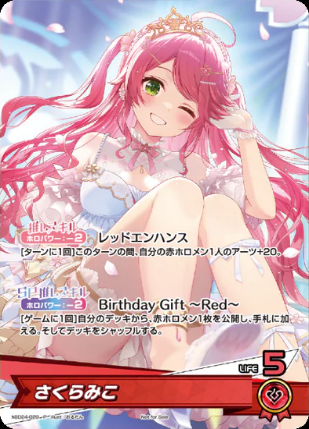 推しスキル
ホロパワー：-2 レッドエンハンス
[ターンに1回]このターンの間、自分の赤ホロメン1人のアーツ+20。
SP推しスキル
ホロパワー：-2 Birthday Gift ～Red～
[ゲームに1回]自分のデッキから、赤ホロメン1枚を公開し、手札に加
える。そしてデッキをシャッフルする。
LIFE 5
さくらみこ
Not for Sale